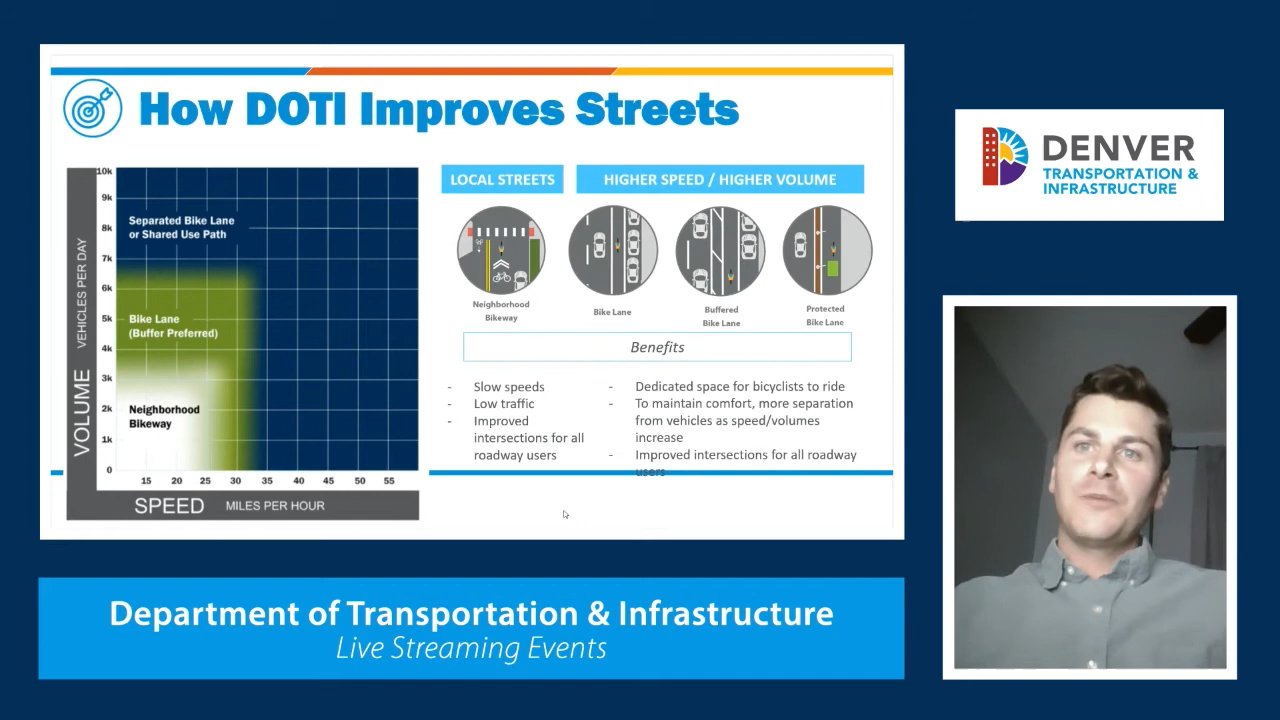 How DOTI Improves Streets
10k
9k
8k
7k
6k
5k
4k
3k
2k
1k
0
VOLUME VEHICLES PER DAY
Separated Bike Lane
or Shared Use Path
Bike Lane
(Buffer Preferred)
Neighborhood
Bikeway
15 20 25 30 35 40 45 50 55
SPEED MILES PER HOUR
LOCAL STREETS
HIGHER SPEED / HIGHER VOLUME
Neighborhood
Bikeway
Bike Lane
Buffered
Bike Lane
Protected
Bike Lane
Benefits
- Slow speeds
- Low traffic
- Improved
intersections for all
roadway users
- Dedicated space for bicyclists to ride
- To maintain comfort, more separation
from vehicles as speed/volumes
increase
- Improved intersections for all roadway
users
DENVER
TRANSPORTATION &
INFRASTRUCTURE
Department of Transportation & Infrastructure
Live Streaming Events